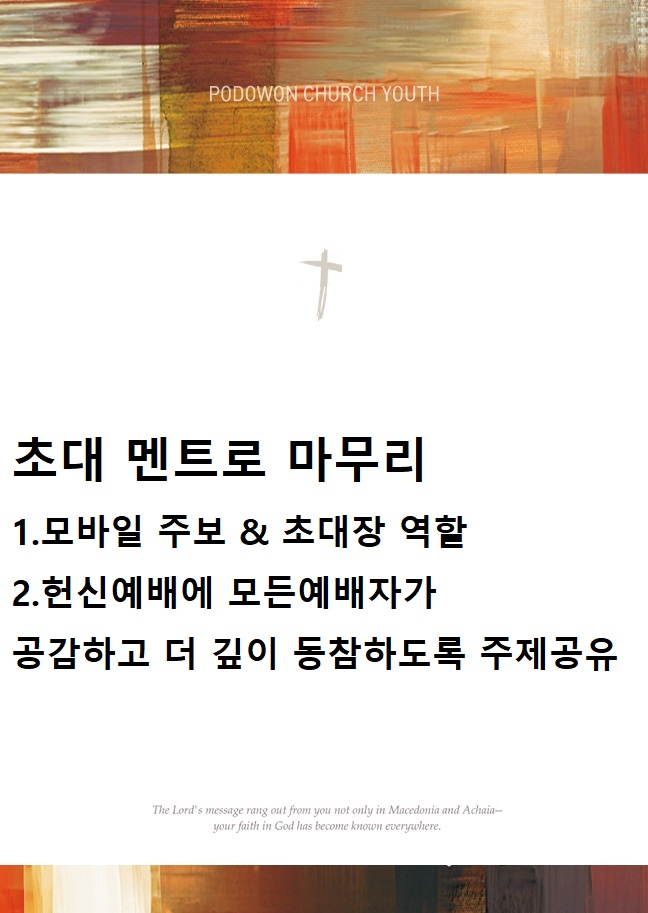 PODOWON CHURCH YOUTH
초대 멘트로 마무리
1.모바일 주보 & 초대장 역할
2.헌신예배에 모든예배자가
공감하고 더 깊이 동참하도록 주제공유
The Lord's message rang out from you not only in Macedonia and Achaia--
your faith in God has become known everywhere.